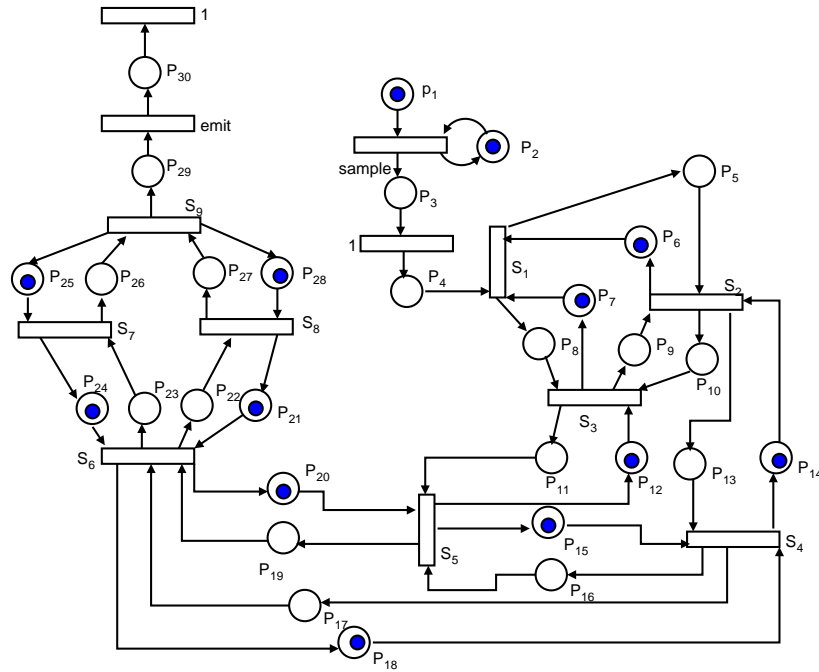 1
P30
emit
P29
S9
P25
P26
P27
P28
S7
S8
P24
P23
P22
P21
S6
P20
P19
P17
P18
p1
P2
sample
P3
1
P4
P5
S1
P6
S2
P7
P8
P9
P10
S3
P11
P12
P13
P14
P15
S5
S4
P16